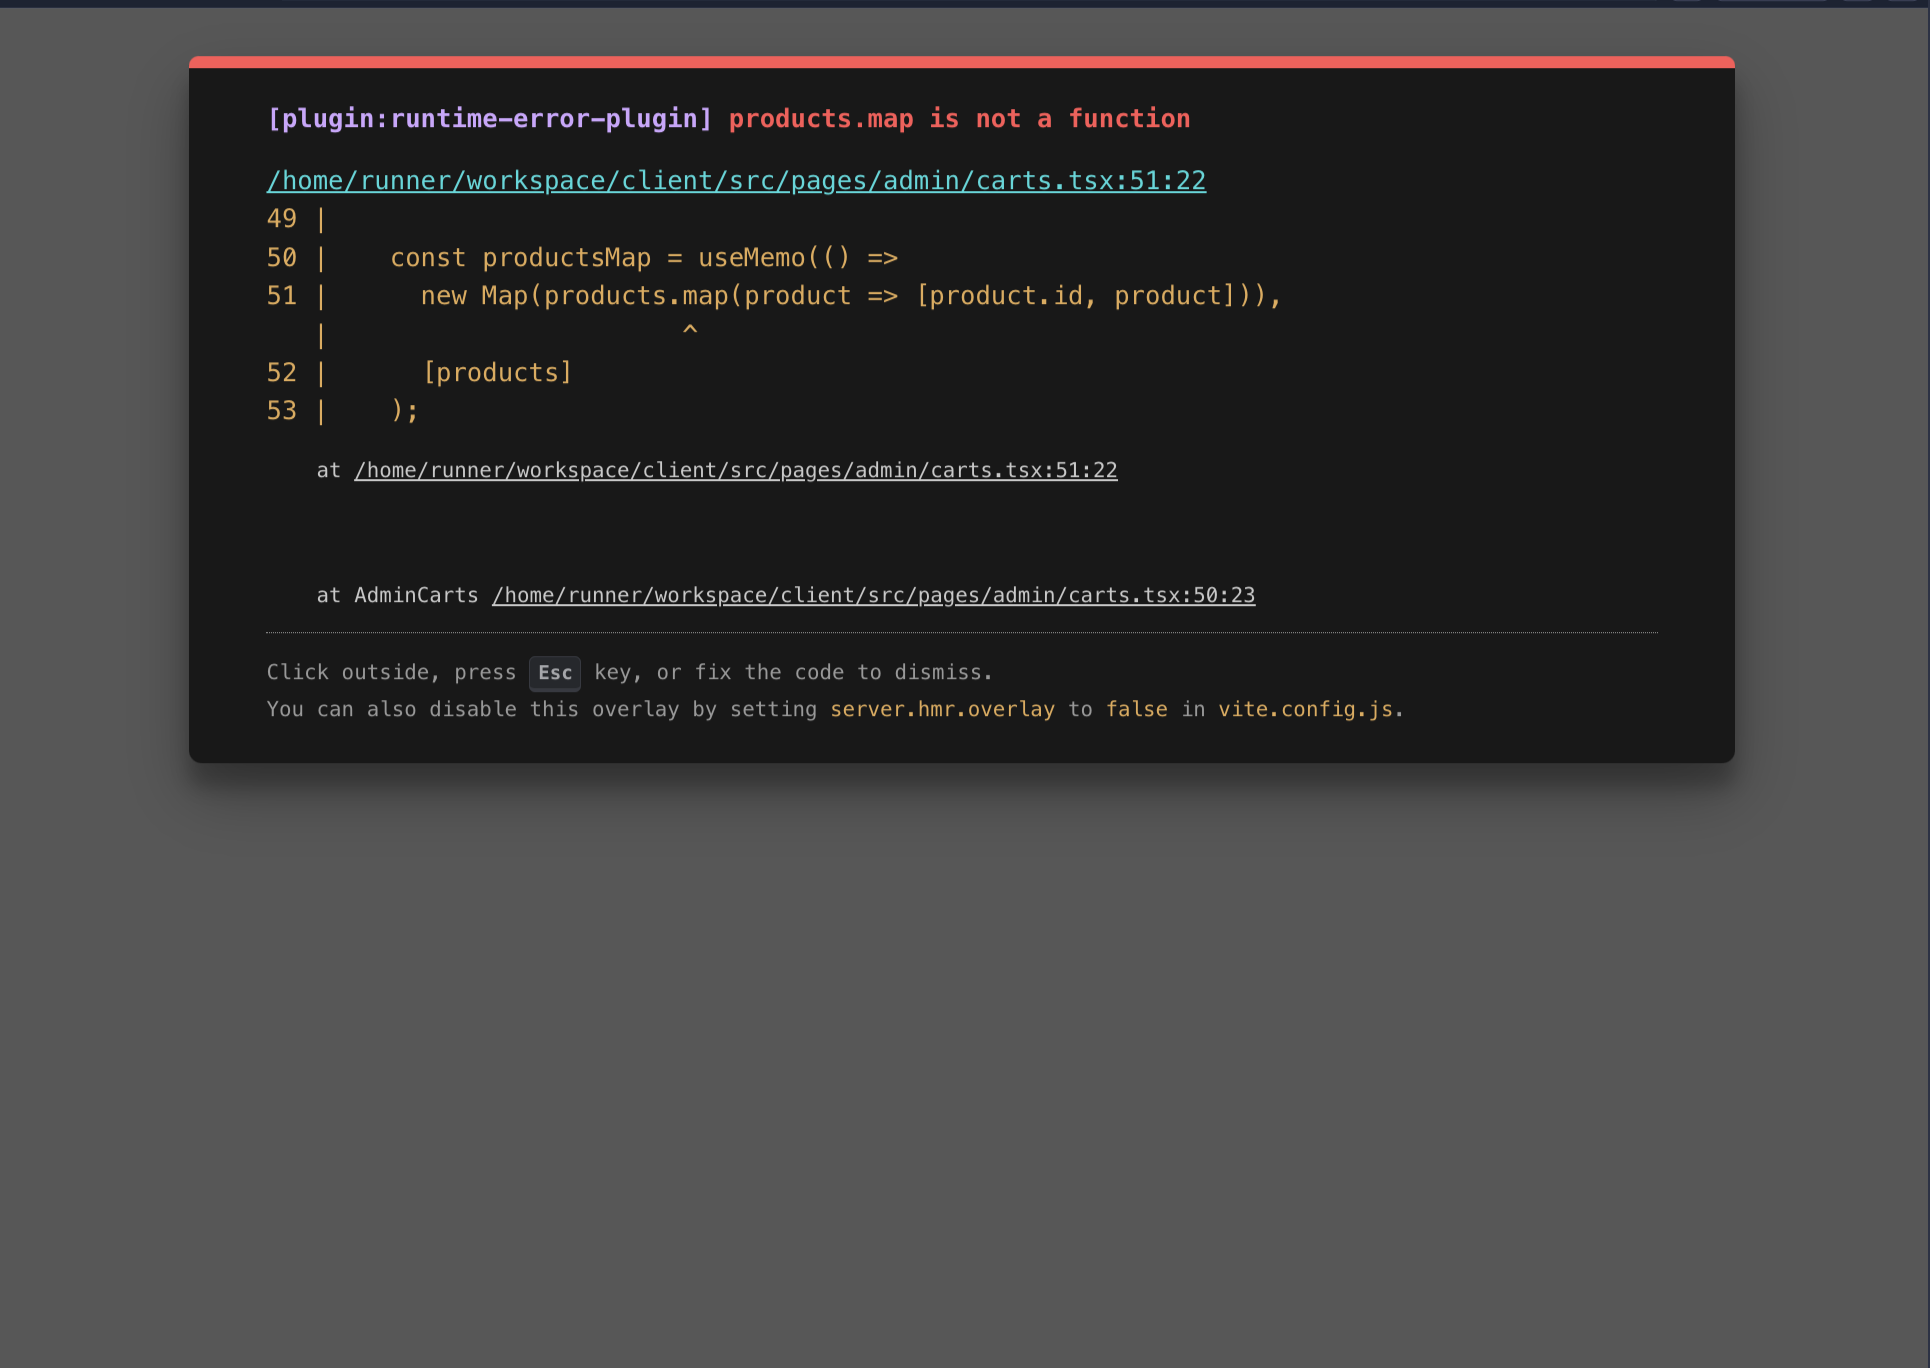 [plugin:runtime-error-plugin] products.map is not a function
/home/runner/workspace/client/src/pages/admin/carts.tsx:51:22
49 |
50 |    const productsMap = useMemo(() =>
51 |      new Map(products.map(product => [product.id, product])),
   |                       ^
52 |      [products]
53 |    );
at /home/runner/workspace/client/src/pages/admin/carts.tsx:51:22
at AdminCarts /home/runner/workspace/client/src/pages/admin/carts.tsx:50:23
Click outside, press Esc key, or fix the code to dismiss.
You can also disable this overlay by setting server.hmr.overlay to false in vite.config.js.